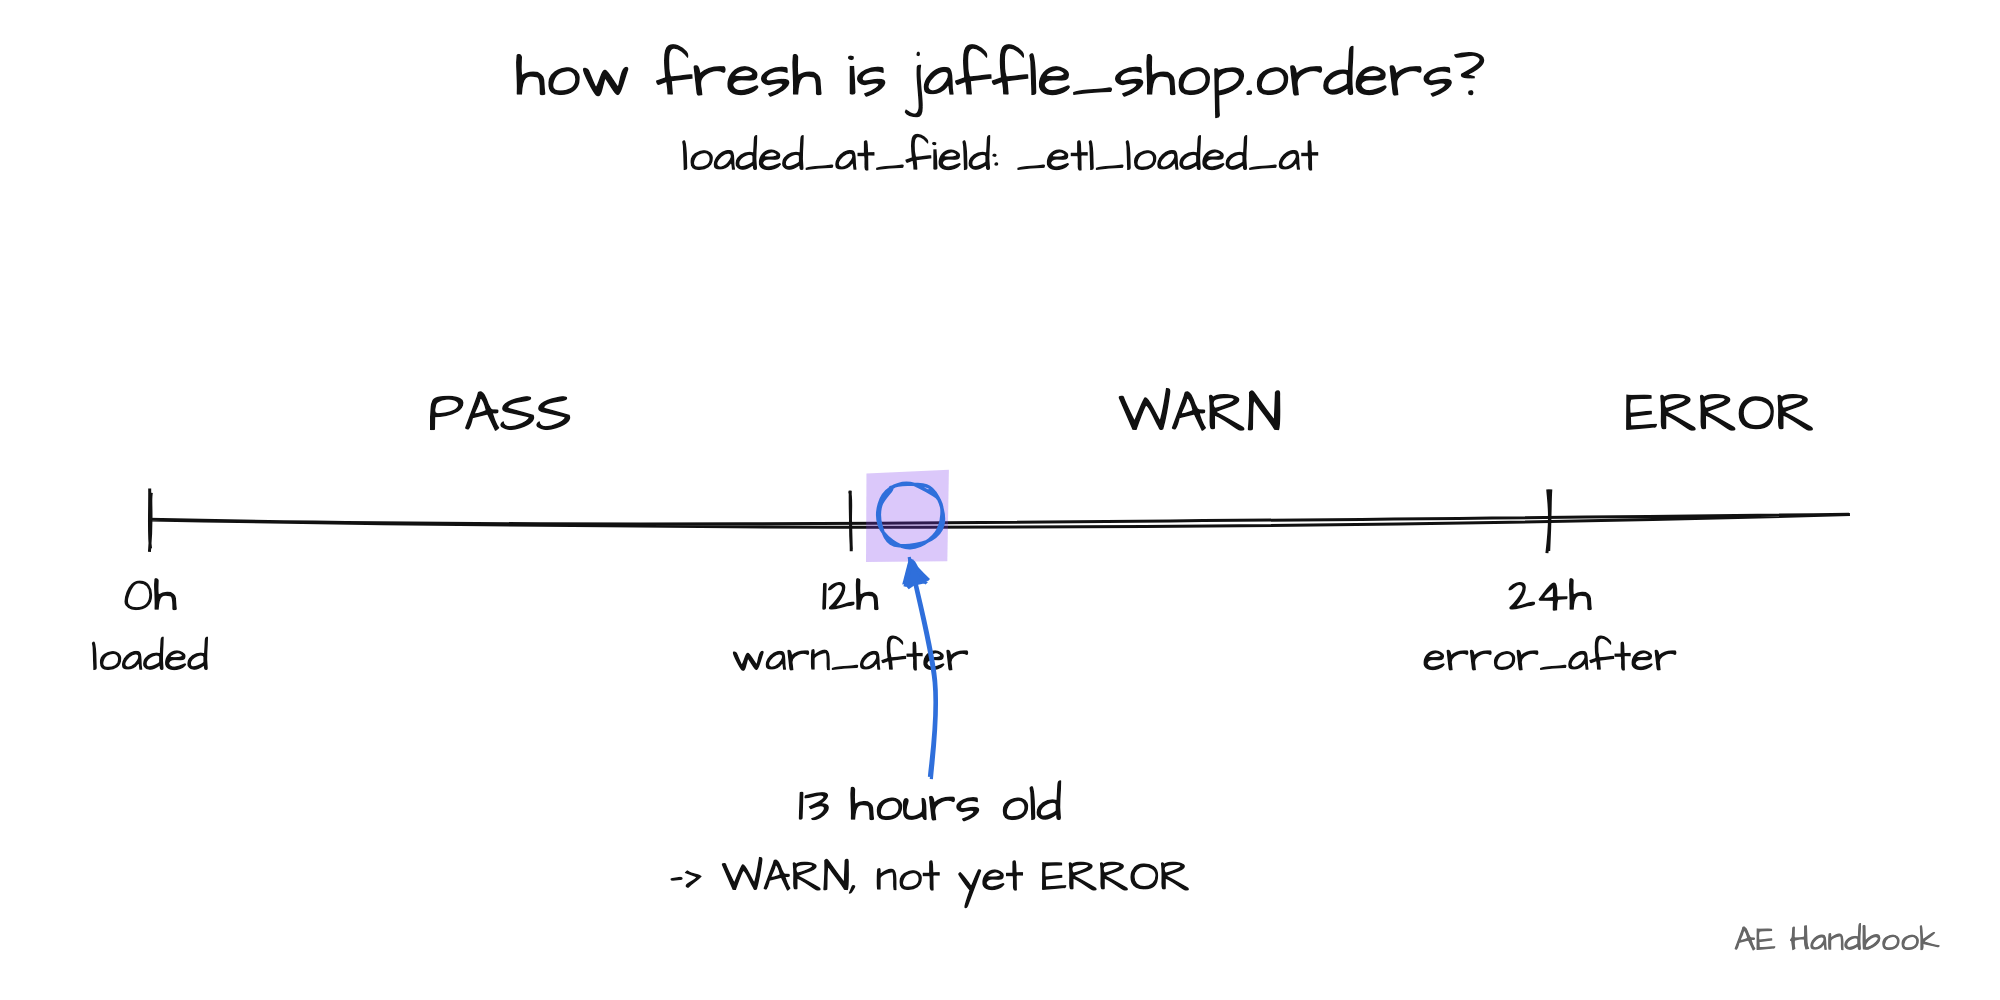 how fresh is jaffle_shop.orders?
loaded_at_field: _etl_loaded_at
PASS WARN ERROR
0h 12h 24h
loaded warn_after error_after
13 hours old
-> WARN, not yet ERROR
AE Handbook